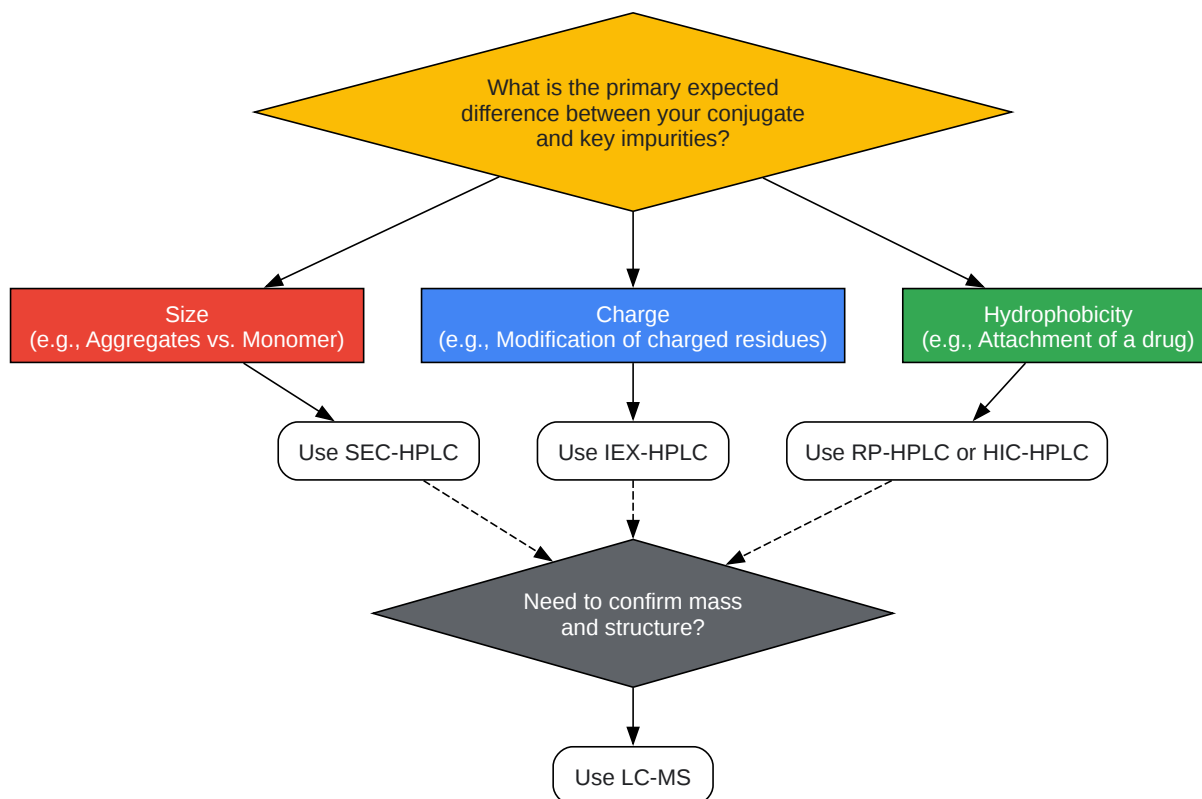 What is the primary expected
difference between your conjugate
and key impurities?
Size
(e.g., Aggregates vs. Monomer)
Charge
(e.g., Modification of charged residues)
Hydrophobicity
(e.g., Attachment of a drug)
Use SEC-HPLC
Use IEX-HPLC
Use RP-HPLC or HIC-HPLC
Need to confirm mass
and structure?
Use LC-MS